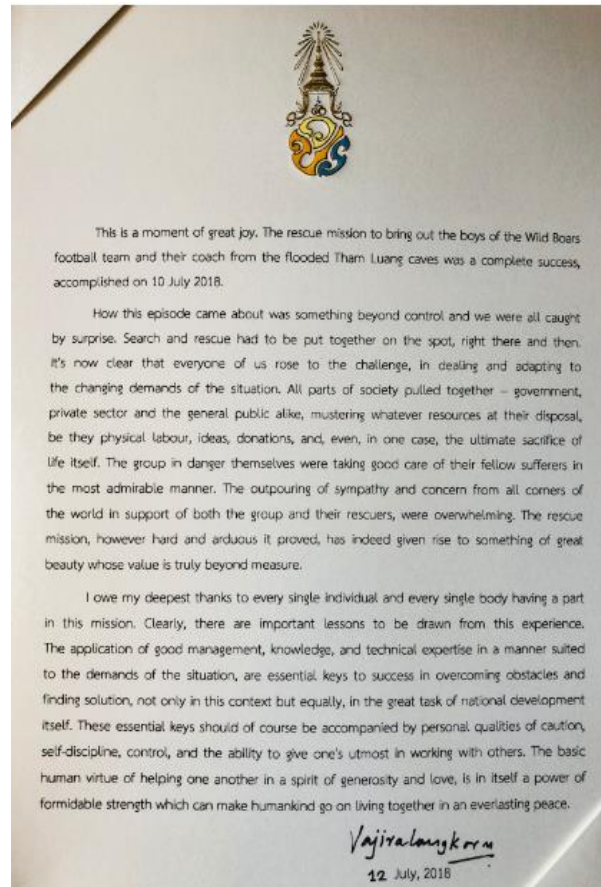 This is a moment of great joy. The rescue mission to bring out the boys of the Wild Boars
football team and their coach from the flooded Tham Luang caves was a complete success,
accomplished on 10 July 2018.
How this episode came about was something beyond control and we were all caught
by surprise. Search and rescue had to be put together on the spot, right there and then.
It's now clear that everyone of us rose to the challenge, in dealing and adapting to
the changing demands of the situation. All parts of society pulled together – government,
private sector and the general public alike, mustering whatever resources at their disposal,
be they physical labour, ideas, donations, and, even, in one case, the ultimate sacrifice of
life itself. The group in danger themselves were taking good care of their fellow sufferers in
the most admirable manner. The outpouring of sympathy and concern from all corners of
the world in support of both the group and their rescuers, were overwhelming. The rescue
mission, however hard and arduous it proved, has indeed given rise to something of great
beauty whose value is truly beyond measure.
I owe my deepest thanks to every single individual and every single body having a part
in this mission. Clearly, there are important lessons to be drawn from this experience.
The application of good management, knowledge, and technical expertise in a manner suited
to the demands of the situation, are essential keys to success in overcoming obstacles and
finding solution, not only in this context but equally, in the great task of national development
itself. These essential keys should of course be accompanied by personal qualities of caution,
self-discipline, control, and the ability to give one's utmost in working with others. The basic
human virtue of helping one another in a spirit of generosity and love, is in itself a power of
formidable strength which can make humankind go on living together in an everlasting peace.
Vajiralongkorn
12 July, 2018